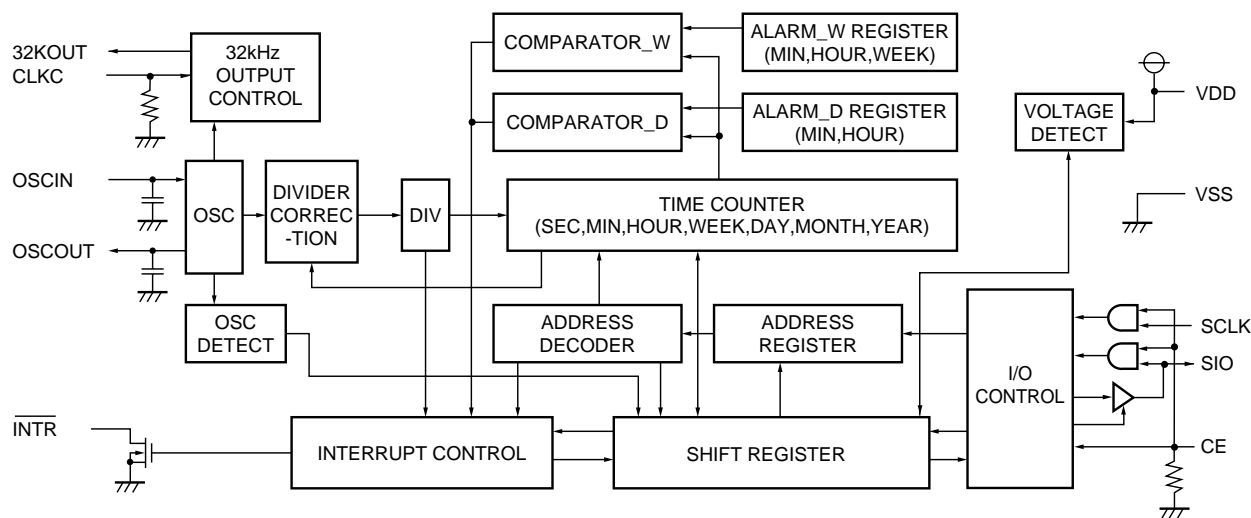 32KOUT
CLKC
32kHz
OUTPUT
CONTROL
COMPARATOR_W
ALARM_W REGISTER
(MIN,HOUR,WEEK)
COMPARATOR_D
ALARM_D REGISTER
(MIN,HOUR)
VOLTAGE
DETECT
VDD
VSS
OSCIN
OSCOUT
OSC
DIVIDER
CORREC
-TION
DIV
TIME COUNTER
(SEC,MIN,HOUR,WEEK,DAY,MONTH,YEAR)
OSC
DETECT
ADDRESS
DECODER
ADDRESS
REGISTER
I/O
CONTROL
SCLK
SIO
CE
INTR
INTERRUPT CONTROL
SHIFT REGISTER